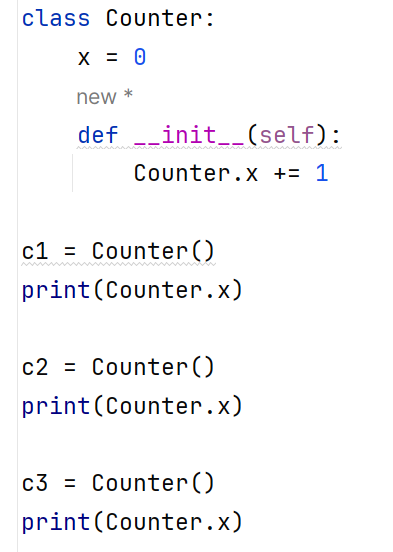 class Counter:
    x = 0
    new *
    def __init__(self):
        Counter.x += 1

c1 = Counter()
print(Counter.x)

c2 = Counter()
print(Counter.x)

c3 = Counter()
print(Counter.x)